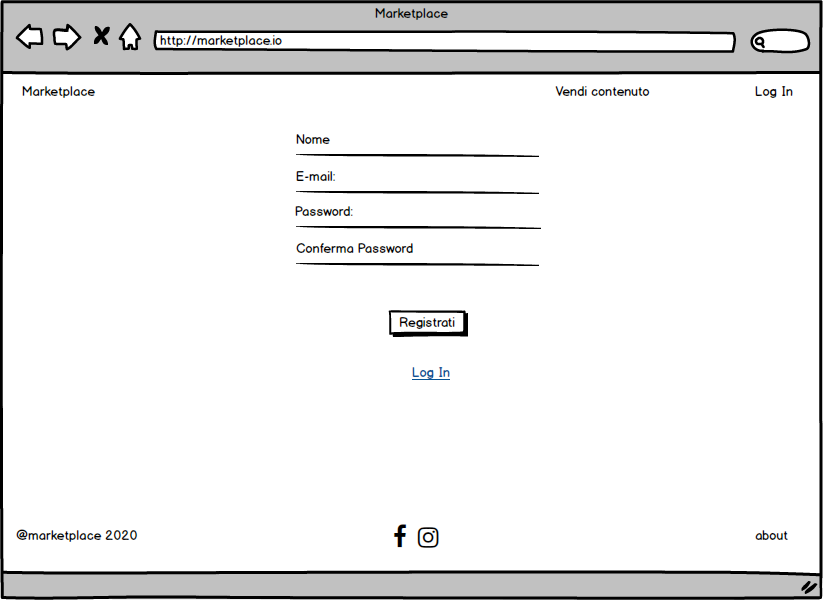 Marketplace
http://marketplace.io
Marketplace Vendi contenuto Log In
Nome
E-mail:
Password:
Conferma Password
Registrati
Log In
@marketplace 2020 about